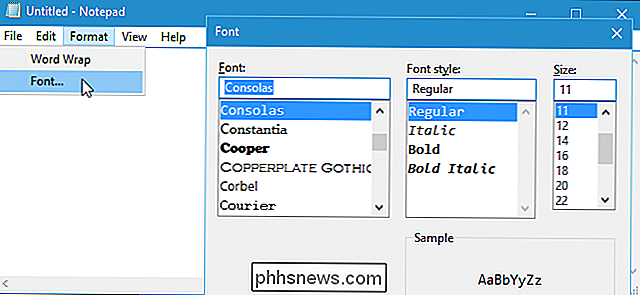 Untitled - Notepad
File Edit Format View Help
Word Wrap
Font...
Font
Font:
Consolas
Consolas
Constantia
Cooper
COPPERPLATE GOTHIC
Corbel
Courier
Font style:
Regular
Regular
Italic
Bold
Bold Italic
Size:
11
11
12
14
16
18
20
22
Sample
AaBbYyZz
phhsnews.com